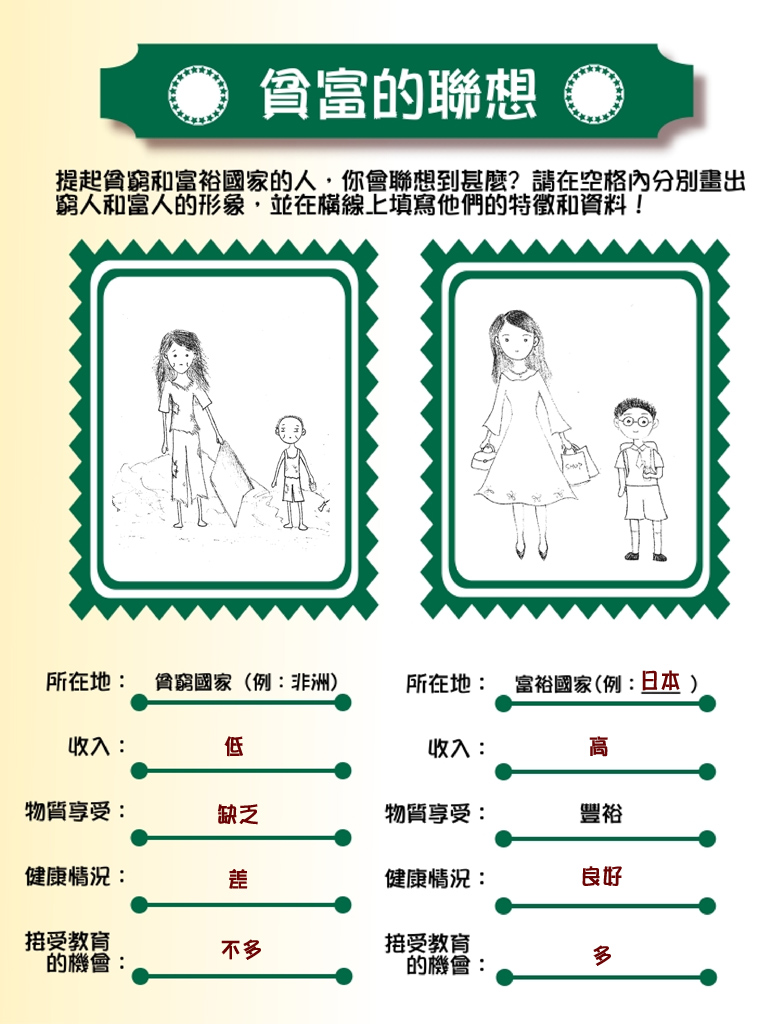 貧富的聯想
提起貧窮和富裕國家的人，你會聯想到甚麼？請在空格內分別畫出
窮人和富人的形象，並在橫線上填寫他們的特徵和資料！
SHOP
所在地： 貧窮國家（例：非洲）
收入： 低
物質享受： 缺乏
健康情況： 差
接受教育
的機會： 不多
所在地： 富裕國家(例：日本 )
收入： 高
物質享受： 豐裕
健康情況： 良好
接受教育
的機會： 多